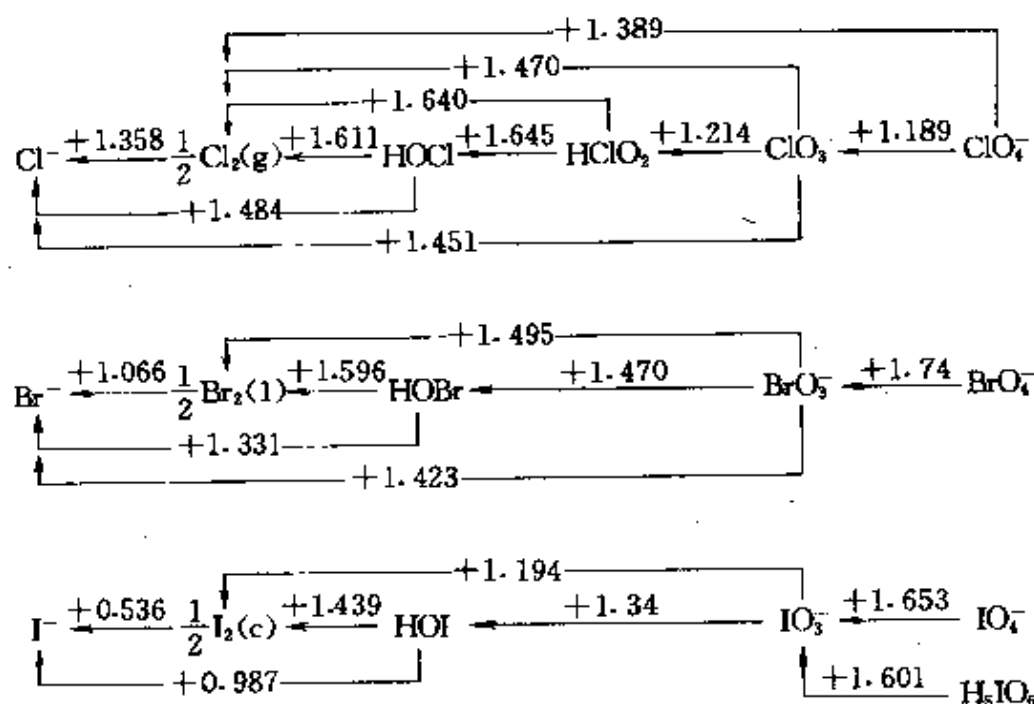 +1.389
+1.470
+1.640
Cl⁻ +1.358 ½Cl₂(g) +1.611 HOCl +1.645 HClO₂ +1.214 ClO₃⁻ +1.189 ClO₄⁻
+1.484
+1.451
+1.495
Br⁻ +1.066 ½Br₂(l) +1.596 HOBr +1.470 BrO₃⁻ +1.74 BrO₄⁻
+1.331
+1.423
+1.194
I⁻ +0.536 ½I₂(c) +1.439 HOI +1.34 IO₃⁻ +1.653 IO₄⁻
+0.987
+1.601 H₅IO₆